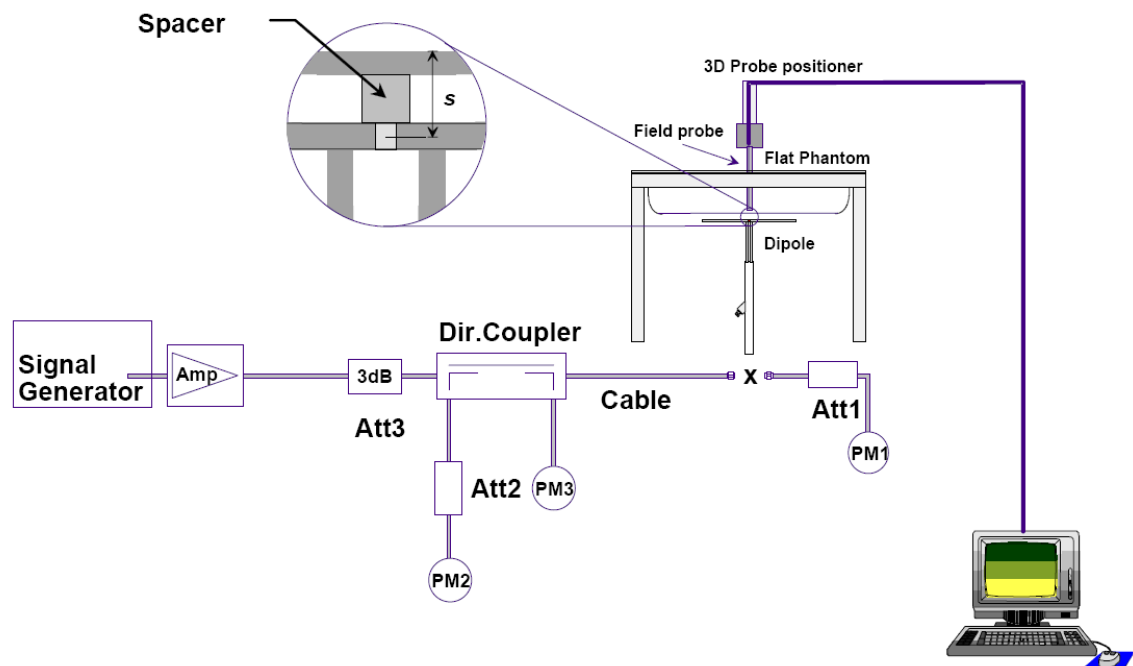 Spacer
s
3D Probe positioner
Field probe
Flat Phantom
Dipole
Signal
Generator
Amp
3dB
Att3
Dir.Coupler
Cable
x
Att1
PM1
Att2
PM3
PM2